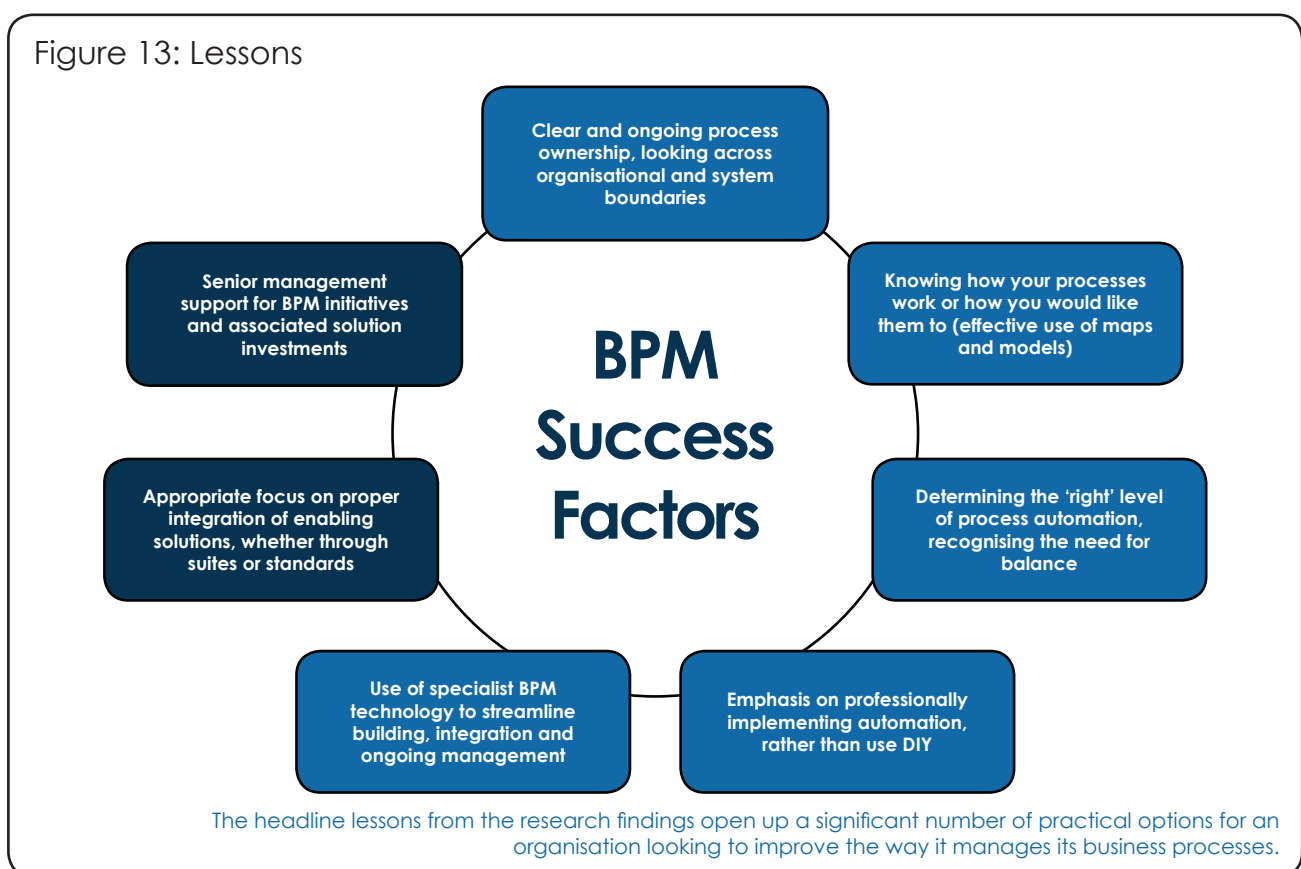 Figure 13: Lessons
Clear and ongoing process
ownership, looking across
organisational and system
boundaries
Senior management
support for BPM initiatives
and associated solution
investments
Knowing how your processes
work or how you would like
them to (effective use of maps
and models)
BPM
Success
Factors
Appropriate focus on proper
integration of enabling
solutions, whether through
suites or standards
Determining the ‘right’ level
of process automation,
recognising the need for
balance
Use of specialist BPM
technology to streamline
building, integration and
ongoing management
Emphasis on professionally
implementing automation,
rather than use DIY
The headline lessons from the research findings open up a significant number of practical options for an
organisation looking to improve the way it manages its business processes.